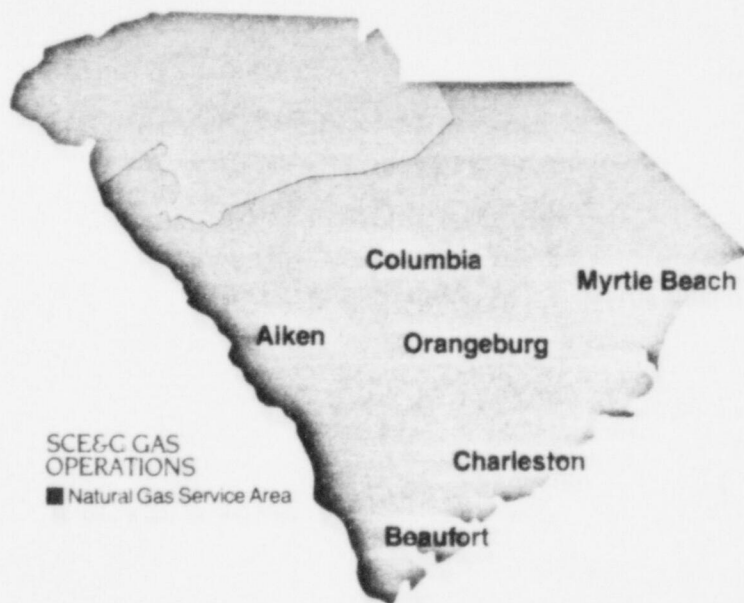 Columbia
Myrtle Beach
Aiken
Orangeburg
SCE&G GAS
OPERATIONS
Natural Gas Service Area
Charleston
Beaufort